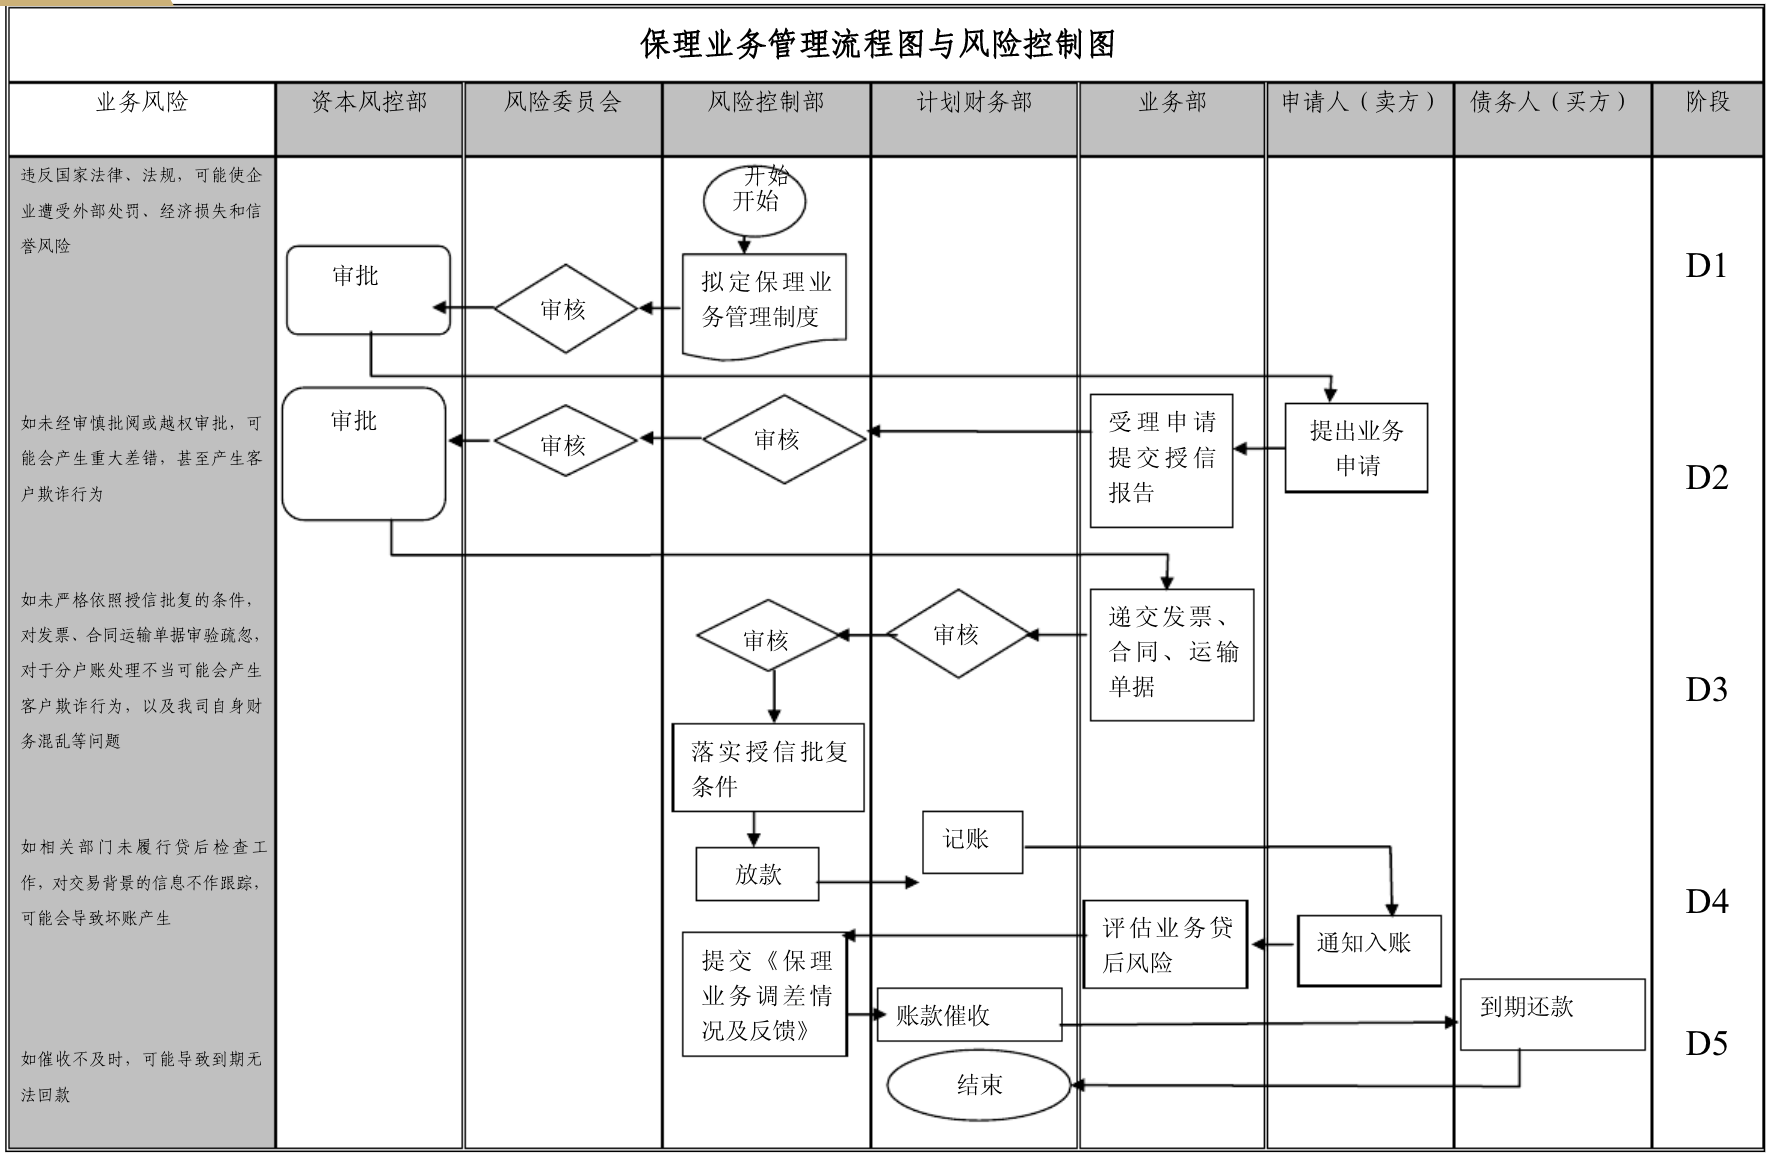 保理业务管理流程图与风险控制图
业务风险
资本风控部
风险委员会
风险控制部
计划财务部
业务部
申请人（卖方）
债务人（买方）
阶段
违反国家法律、法规，可能使企
业遭受外部处罚、经济损失和信
誉风险
开始
开始
审批
审核
拟定保理业
务管理制度
D1
如未经审慎批阅或越权审批，可
能会产生重大差错，甚至产生客
户欺诈行为
审批
审核
审核
受理申请
提交授信
报告
提出业务
申请
D2
如未严格依照授信批复的条件，
对发票、合同运输单据审验疏忽，
对于分户账处理不当可能会产生
客户欺诈行为，以及我司自身财
务混乱等问题
审核
审核
递交发票、
合同、运输
单据
D3
落实授信批复
条件
如相关部门未履行贷后检查工
作，对交易背景的信息不作跟踪，
可能会导致坏账产生
放款
记账
评估业务贷
后风险
通知入账
D4
提交《保理
业务调差情
况及反馈》
账款催收
到期还款
D5
如催收不及时，可能导致到期无
法回款
结束